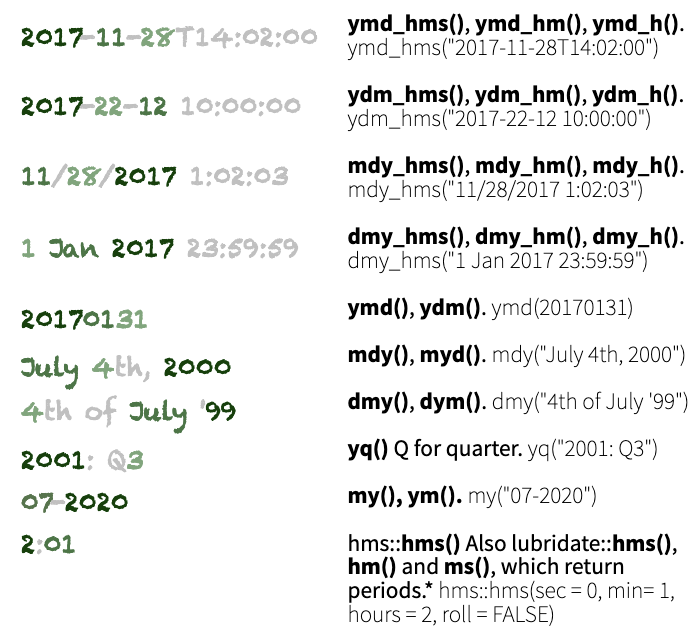 2017-11-28T14:02:00
ymd_hms(), ymd_hm(), ymd_h().
ymd_hms("2017-11-28T14:02:00")
2017-22-12 10:00:00
ydm_hms(), ydm_hm(), ydm_h().
ydm_hms("2017-22-12 10:00:00")
11/28/2017 1:02:03
mdy_hms(), mdy_hm(), mdy_h().
mdy_hms("11/28/2017 1:02:03")
1 Jan 2017 23:59:59
dmy_hms(), dmy_hm(), dmy_h().
dmy_hms("1 Jan 2017 23:59:59")
20170131
ymd(), ydm(). ymd(20170131)
July 4th, 2000
mdy(), myd(). mdy("July 4th, 2000")
4th of July '99
dmy(), dym(). dmy("4th of July '99")
2001: Q3
yq() Q for quarter. yq("2001: Q3")
07-2020
my(), ym(). my("07-2020")
2:01
hms::hms() Also lubridate::hms(),
hm() and ms(), which return
periods.* hms::hms(sec = 0, min= 1,
hours = 2, roll = FALSE)